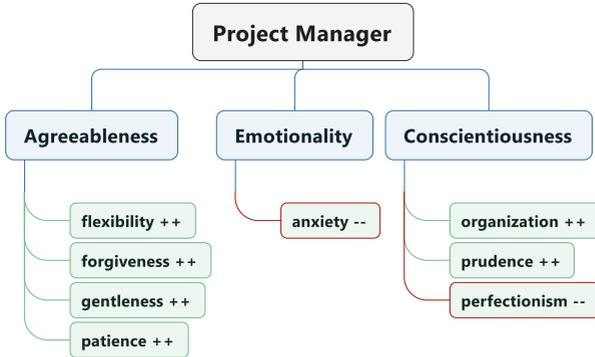 Project Manager
Agreeableness
Emotionality
Conscientiousness
flexibility ++
forgiveness ++
gentleness ++
patience ++
anxiety --
organization ++
prudence ++
perfectionism --